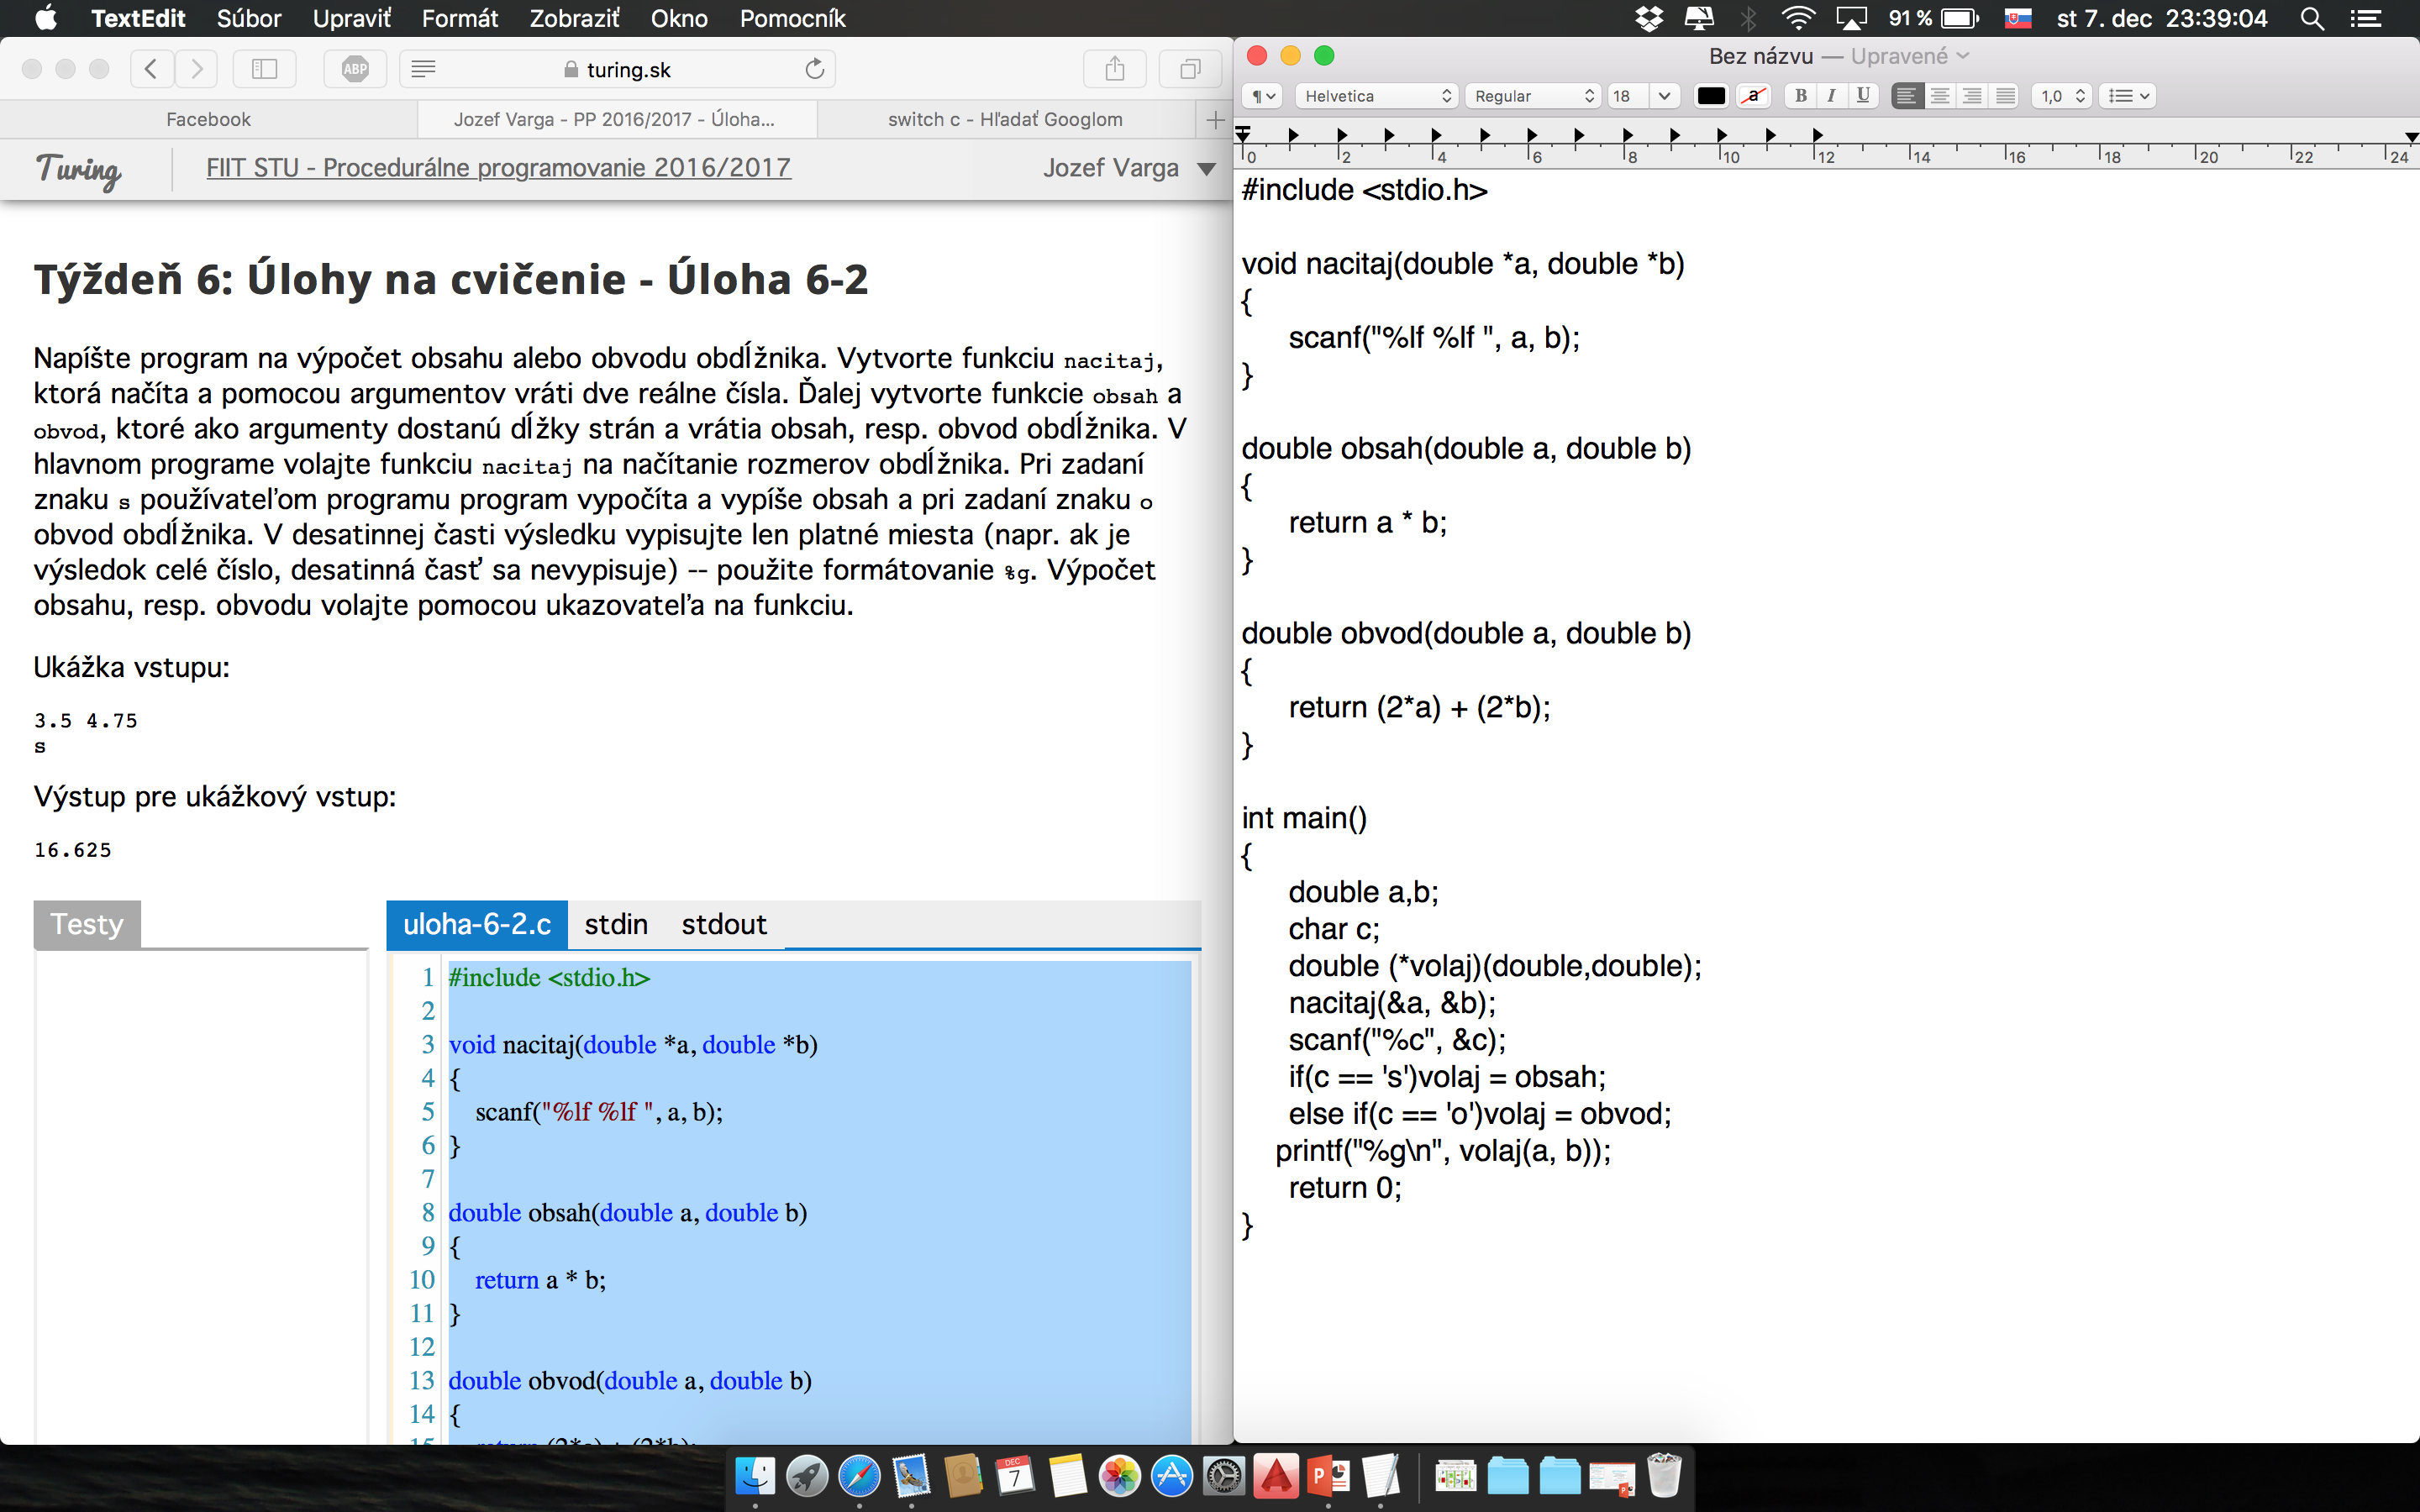 TextEdit Súbor Upraviť Formát Zobraziť Okno Pomocník 91 % st 7. dec 23:39:04
ABP turing.sk
Facebook Jozef Varga - PP 2016/2017 - Úloha... switch c - Hľadať Googlom
Turing FIIT STU - Procedurálne programovanie 2016/2017 Jozef Varga
Týždeň 6: Úlohy na cvičenie - Úloha 6-2
Napíšte program na výpočet obsahu alebo obvodu obdĺžnika. Vytvorte funkciu nacitaj,
ktorá načíta a pomocou argumentov vráti dve reálne čísla. Ďalej vytvorte funkcie obsah a
obvod, ktoré ako argumenty dostanú dĺžky strán a vrátia obsah, resp. obvod obdĺžnika. V
hlavnom programe volajte funkciu nacitaj na načítanie rozmerov obdĺžnika. Pri zadaní
znaku s používateľom programu program vypočíta a vypíše obsah a pri zadaní znaku o
obvod obdĺžnika. V desatinnej časti výsledku vypisujte len platné miesta (napr. ak je
výsledok celé číslo, desatinná časť sa nevypisuje) -- použite formátovanie %g. Výpočet
obsahu, resp. obvodu volajte pomocou ukazovateľa na funkciu.
Ukážka vstupu:
3.5 4.75
s
Výstup pre ukážkový vstup:
16.625
Testy
uloha-6-2.c stdin stdout
1 #include <stdio.h>
2
3 void nacitaj(double *a, double *b)
4 {
5 scanf("%lf %lf ", a, b);
6 }
7
8 double obsah(double a, double b)
9 {
10 return a * b;
11 }
12
13 double obvod(double a, double b)
14 {
15 return (2*a) + (2*b);
Bez názvu — Upravené
Helvetica Regular 18 a B I U 1,0
0 2 4 6 8 10 12 14 16 18 20 22 24
#include <stdio.h>
void nacitaj(double *a, double *b)
{
scanf("%lf %lf ", a, b);
}
double obsah(double a, double b)
{
return a * b;
}
double obvod(double a, double b)
{
return (2*a) + (2*b);
}
int main()
{
double a,b;
char c;
double (*volaj)(double,double);
nacitaj(&a, &b);
scanf("%c", &c);
if(c == 's')volaj = obsah;
else if(c == 'o')volaj = obvod;
printf("%g\n", volaj(a, b));
return 0;
}
DEC
7
P